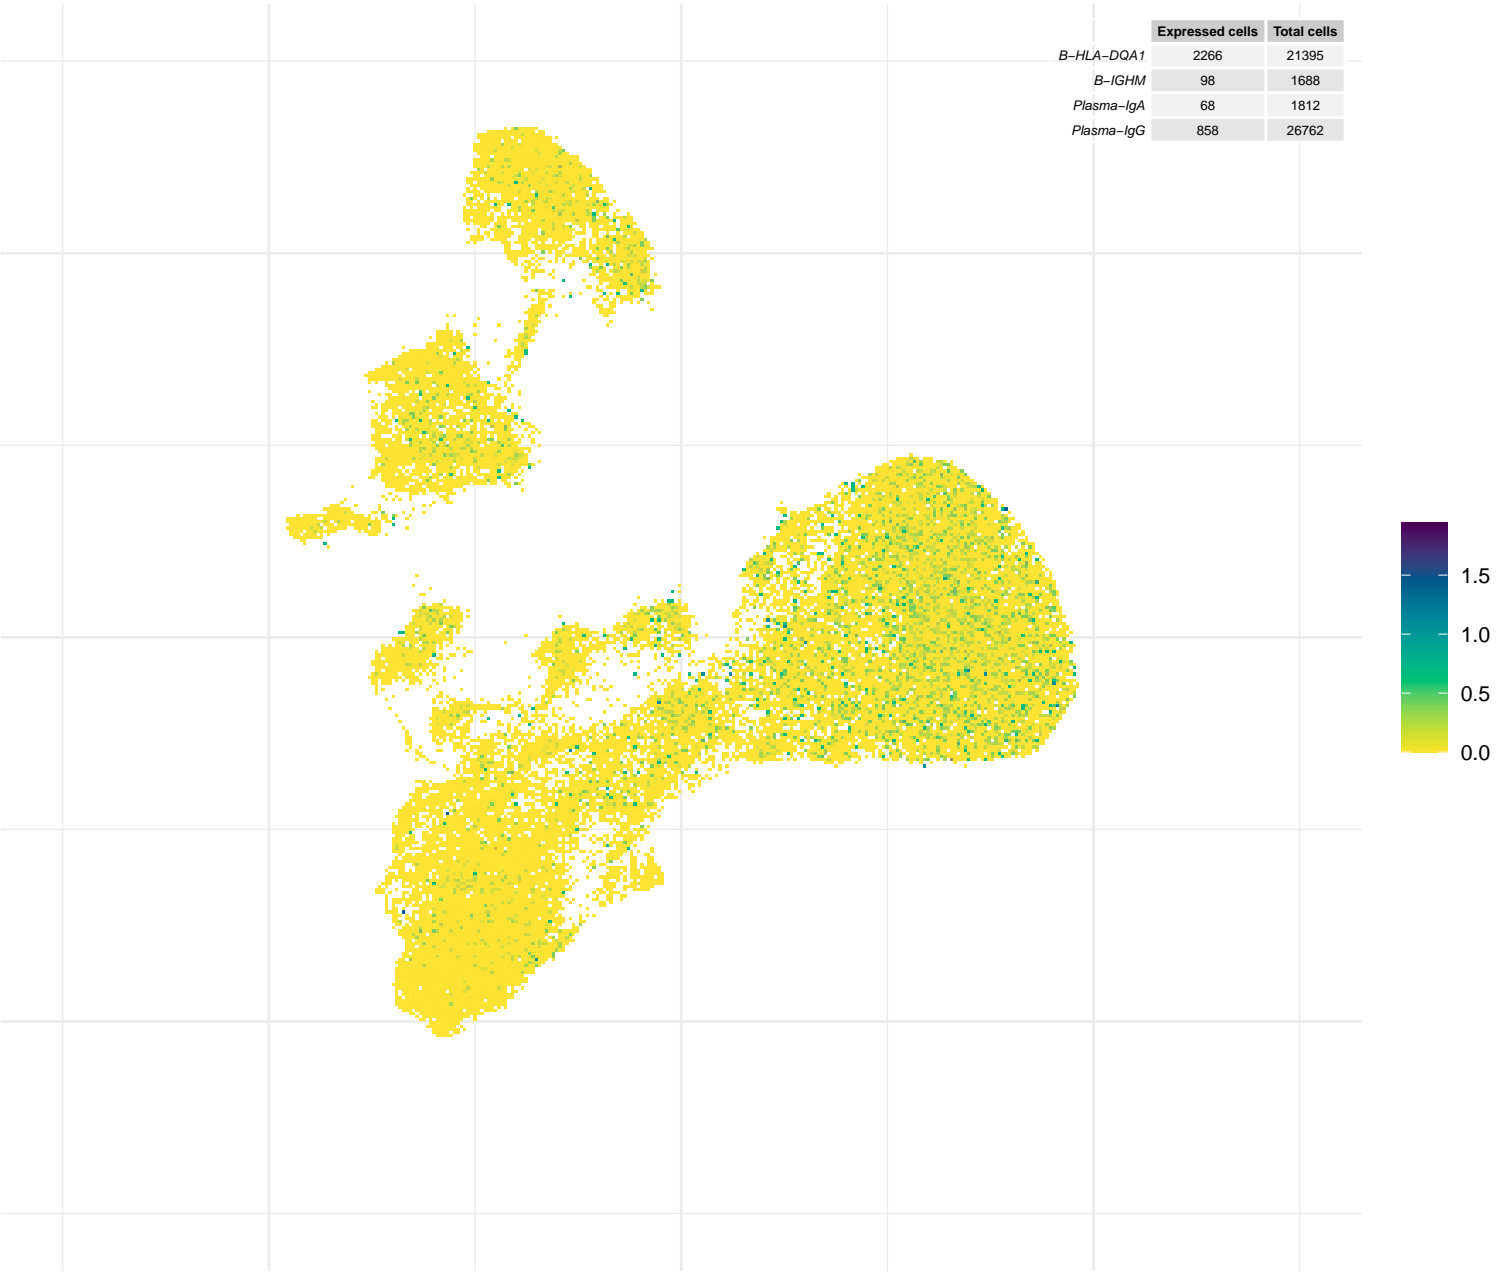 Expressed cells Total cells
B−HLA−DQA1 2266 21395
B−IGHM 98 1688
Plasma−IgA 68 1812
Plasma−IgG 858 26762
1.5
1.0
0.5
0.0